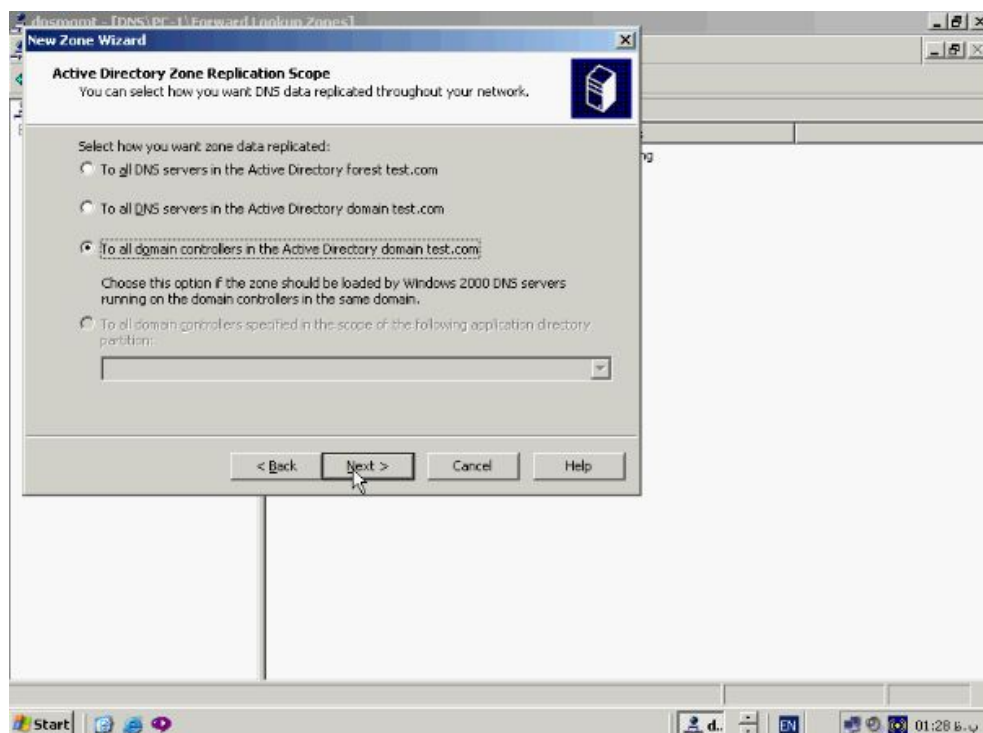 dnsmgmt - [DNS\PC-1\Forward Lookup Zones]
New Zone Wizard
Active Directory Zone Replication Scope
You can select how you want DNS data replicated throughout your network.
Select how you want zone data replicated:
To all DNS servers in the Active Directory forest test.com
To all DNS servers in the Active Directory domain test.com
To all domain controllers in the Active Directory domain test.com
Choose this option if the zone should be loaded by Windows 2000 DNS servers
running on the domain controllers in the same domain.
To all domain controllers specified in the scope of the following application directory
partition:
< Back Next > Cancel Help
Start d.. EN 01:28 ب.ظ